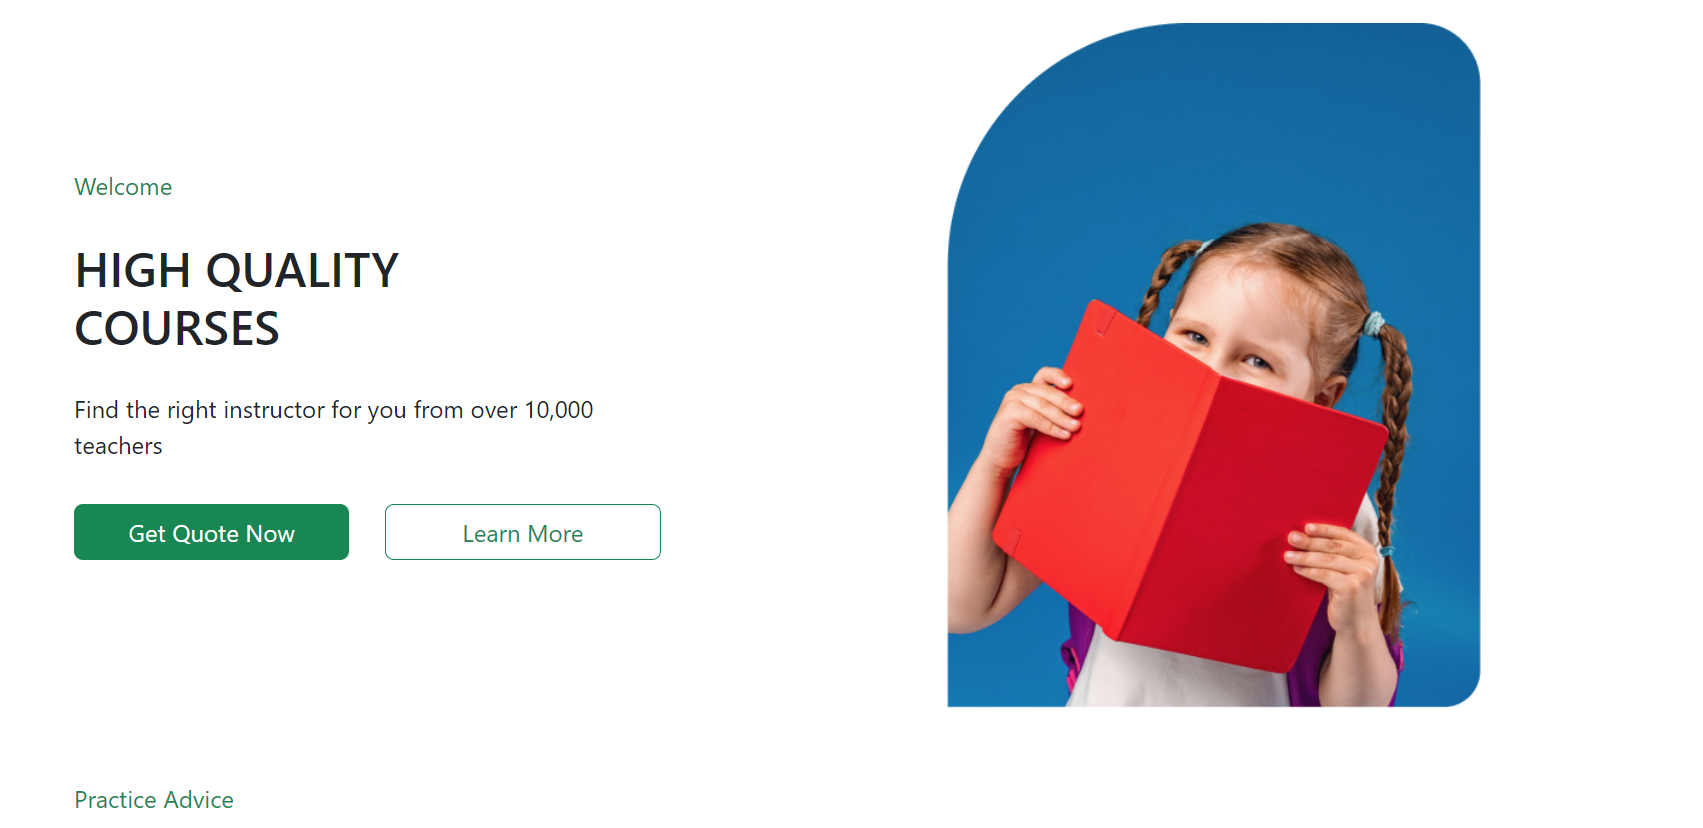 Welcome
HIGH QUALITY
COURSES
Find the right instructor for you from over 10,000
teachers
Get Quote Now
Learn More
Practice Advice